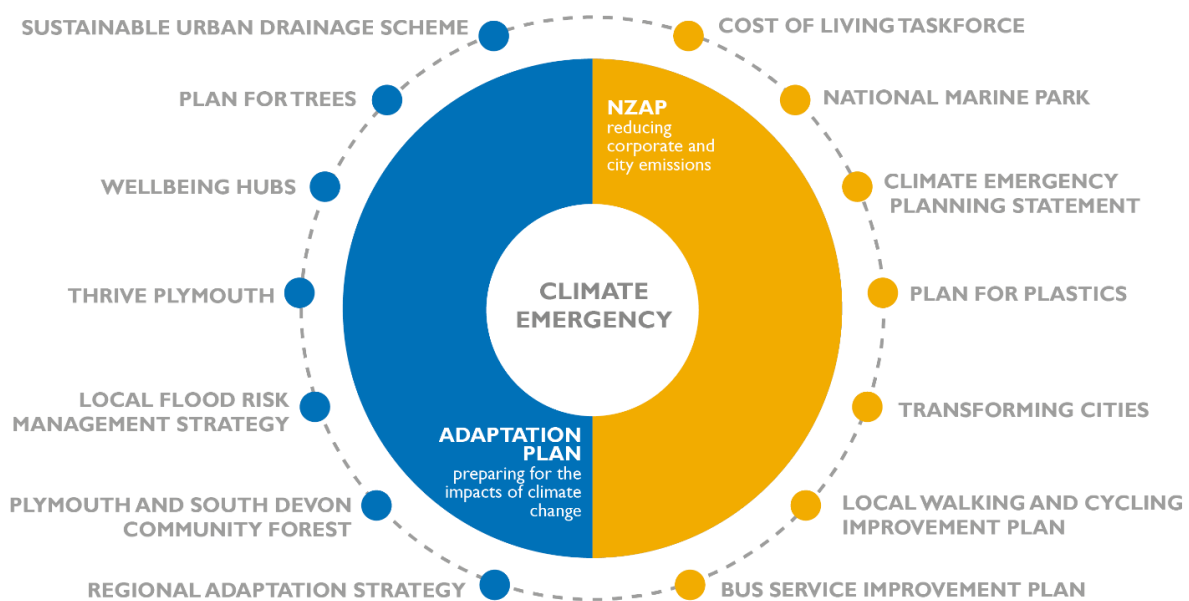 SUSTAINABLE URBAN DRAINAGE SCHEME
PLAN FOR TREES
WELLBEING HUBS
THRIVE PLYMOUTH
LOCAL FLOOD RISK
MANAGEMENT STRATEGY
PLYMOUTH AND SOUTH DEVON
COMMUNITY FOREST
REGIONAL ADAPTATION STRATEGY
ADAPTATION
PLAN
preparing for the
impacts of climate
change
CLIMATE
EMERGENCY
NZAP
reducing
corporate and
city emissions
COST OF LIVING TASKFORCE
NATIONAL MARINE PARK
CLIMATE EMERGENCY
PLANNING STATEMENT
PLAN FOR PLASTICS
TRANSFORMING CITIES
LOCAL WALKING AND CYCLING
IMPROVEMENT PLAN
BUS SERVICE IMPROVEMENT PLAN